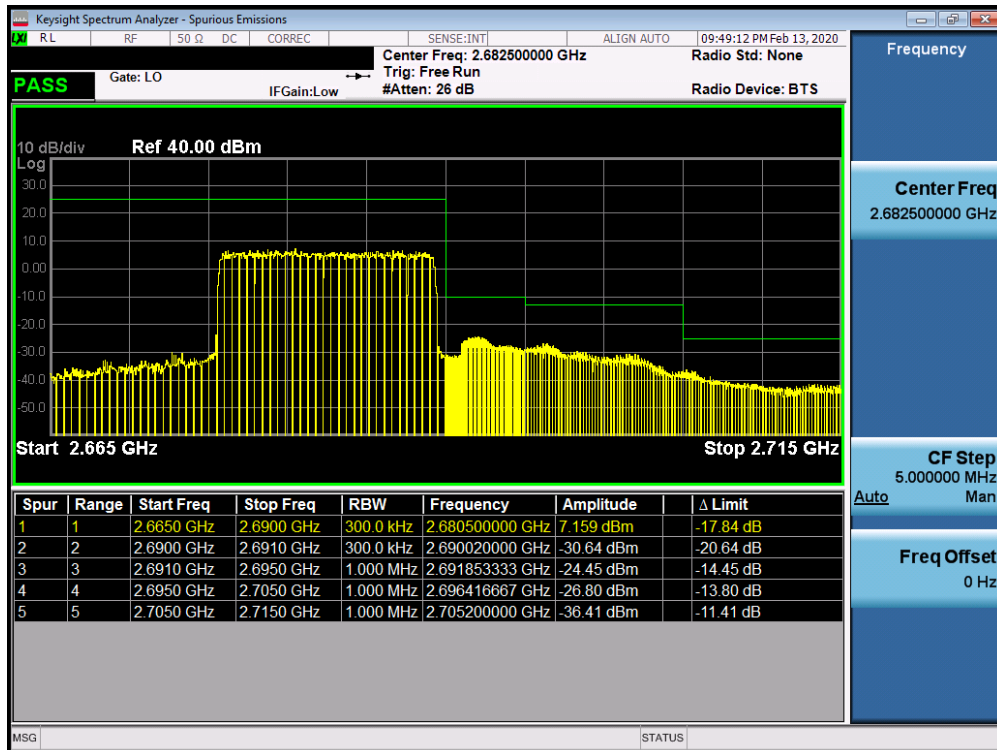 Keysight Spectrum Analyzer - Spurious Emissions
LXI RL RF 50 Ω DC CORREC SENSE:INT ALIGN AUTO 09:49:12 PM Feb 13, 2020
Frequency
Center Freq: 2.682500000 GHz Radio Std: None
PASS Gate: LO Trig: Free Run
IFGain:Low #Atten: 26 dB Radio Device: BTS
10 dB/div Ref 40.00 dBm
Log
30.0
20.0
10.0
0.00
-10.0
-20.0
-30.0
-40.0
-50.0
Start 2.665 GHz Stop 2.715 GHz
Center Freq
2.682500000 GHz
CF Step
5.000000 MHz
Auto Man
Freq Offset
0 Hz
Spur Range Start Freq Stop Freq RBW Frequency Amplitude Δ Limit
1 1 2.6650 GHz 2.6900 GHz 300.0 kHz 2.680500000 GHz 7.159 dBm -17.84 dB
2 2 2.6900 GHz 2.6910 GHz 300.0 kHz 2.690020000 GHz -30.64 dBm -20.64 dB
3 3 2.6910 GHz 2.6950 GHz 1.000 MHz 2.691853333 GHz -24.45 dBm -14.45 dB
4 4 2.6950 GHz 2.7050 GHz 1.000 MHz 2.696416667 GHz -26.80 dBm -13.80 dB
5 5 2.7050 GHz 2.7150 GHz 1.000 MHz 2.705200000 GHz -36.41 dBm -11.41 dB
MSG STATUS